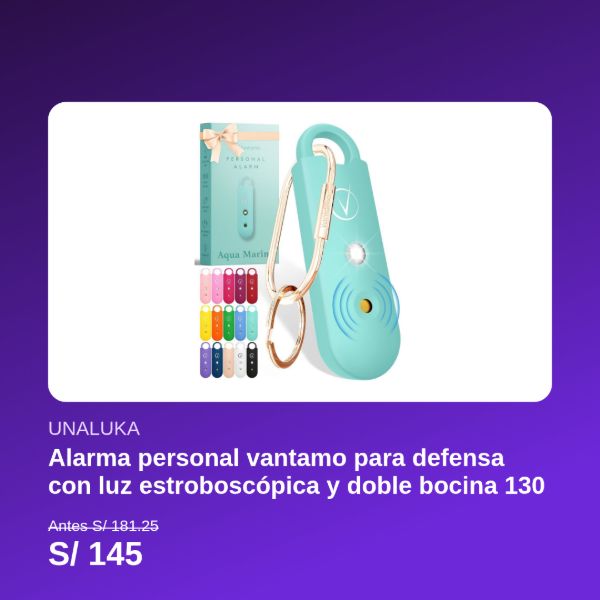 PERSONAL
ALARM
Aqua Marin
UNALUKA
Alarma personal vantamo para defensa
con luz estroboscópica y doble bocina 130
Antes S/ 181.25
S/ 145